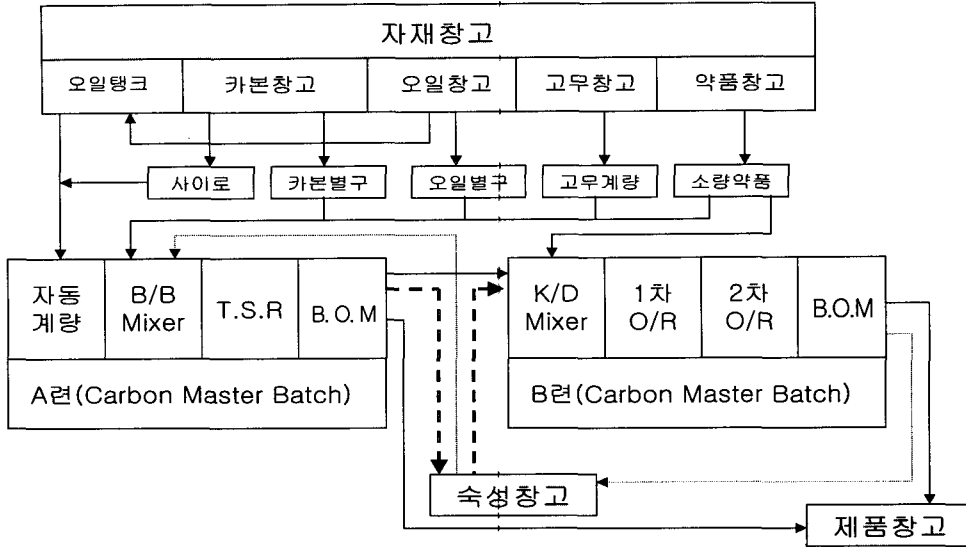 자재창고
오일탱크 카본창고 오일창고 고무창고 약품창고
사이로 카본별구 오일별구 고무계량 소량약품
자동계량 B/B Mixer T.S.R B.O.M K/D Mixer 1차 O/R 2차 O/R B.O.M
A련(Carbon Master Batch) B련(Carbon Master Batch)
숙성창고
제품창고